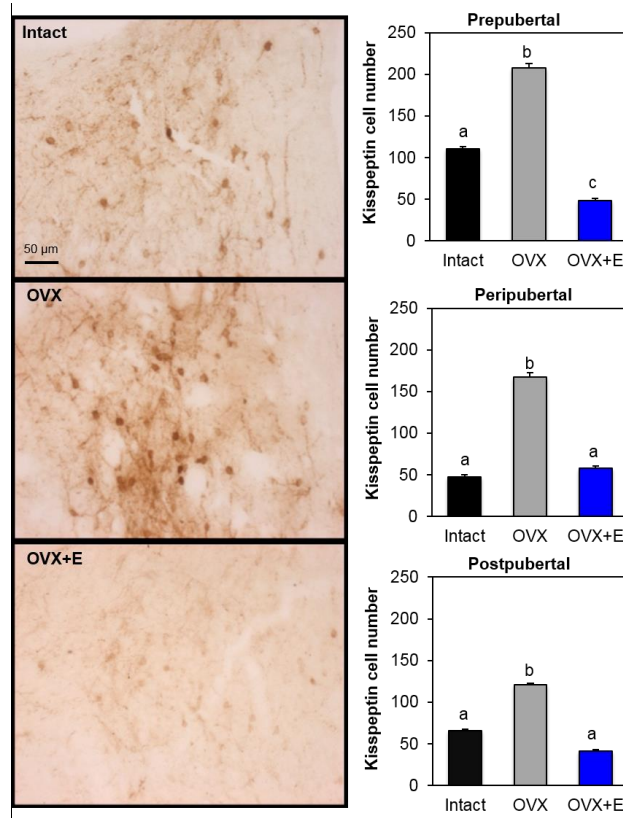 Intact
50 µm
OVX
OVX+E
Prepubertal
Kisspeptin cell number
250
200
150
100
50
0
a
b
c
Intact OVX OVX+E
Peripubertal
Kisspeptin cell number
250
200
150
100
50
0
a
b
a
Intact OVX OVX+E
Postpubertal
Kisspeptin cell number
250
200
150
100
50
0
a
b
a
Intact OVX OVX+E